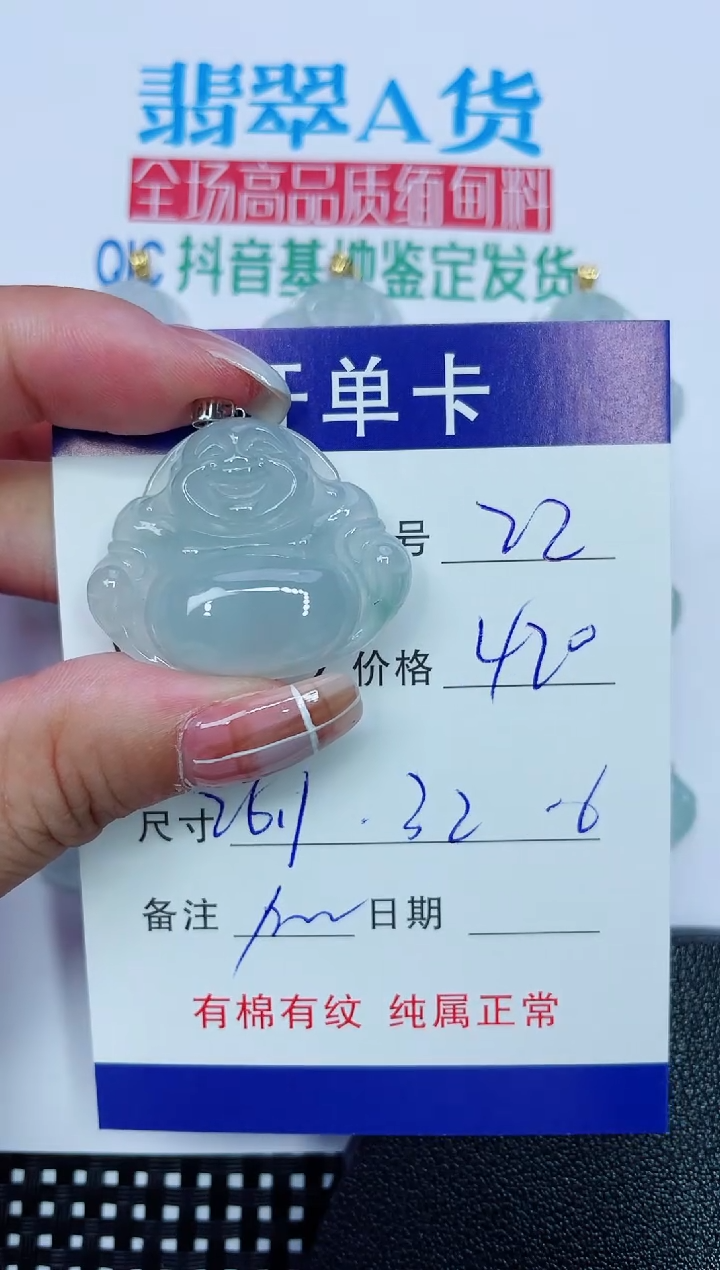 翡翠A货
全场高品质缅甸料
QIC 抖音基地鉴定发货
开单卡
号 22
价格 420
尺寸 26.1 · 32 · 6
备注 日期
有棉有纹 纯属正常